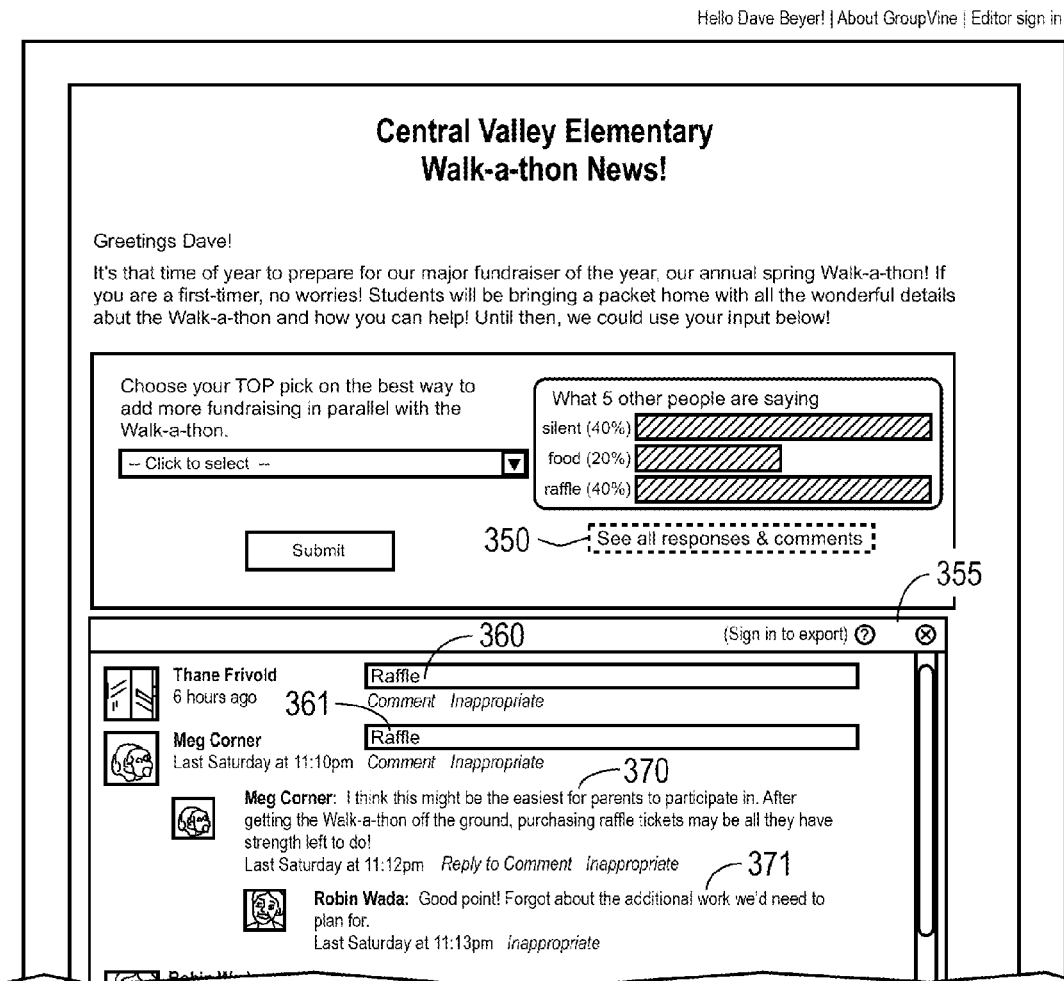 Hello Dave Beyer! | About GroupVine | Editor sign in
Central Valley Elementary
Walk-a-thon News!
Greetings Dave!
It's that time of year to prepare for our major fundraiser of the year, our annual spring Walk-a-thon! If
you are a first-timer, no worries! Students will be bringing a packet home with all the wonderful details
abut the Walk-a-thon and how you can help! Until then, we could use your input below!
Choose your TOP pick on the best way to
add more fundraising in parallel with the
Walk-a-thon.
-- Click to select --
Submit
What 5 other people are saying
silent (40%)
food (20%)
raffle (40%)
350
See all responses & comments
355
(Sign in to export) ?
360
Thane Frivold
6 hours ago
Raffle
Comment Inappropriate
361
Meg Corner
Last Saturday at 11:10pm
Raffle
Comment Inappropriate
370
Meg Corner: I think this might be the easiest for parents to participate in. After
getting the Walk-a-thon off the ground, purchasing raffle tickets may be all they have
strength left to do!
Last Saturday at 11:12pm Reply to Comment Inappropriate
371
Robin Wada: Good point! Forgot about the additional work we'd need to
plan for.
Last Saturday at 11:13pm Inappropriate